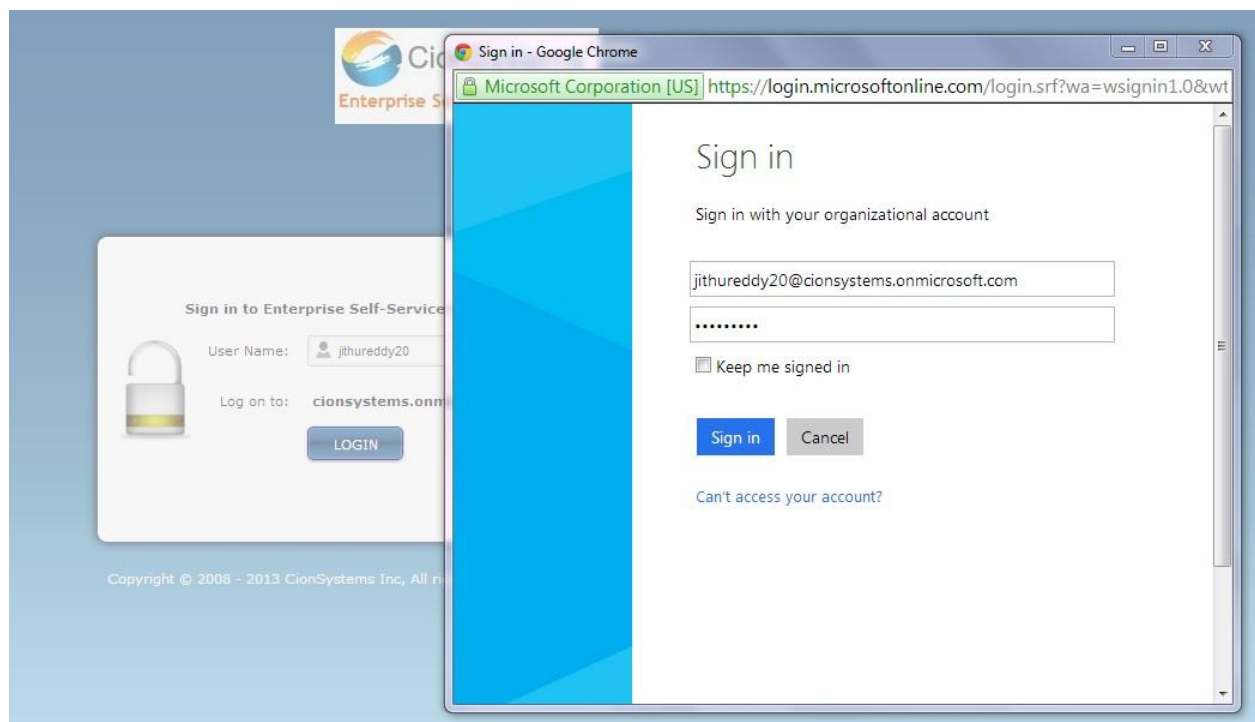 Enterprise
Sign in - Google Chrome
Microsoft Corporation [US] https://login.microsoftonline.com/login.srf?wa=wsignin1.0&wt
Sign in
Sign in with your organizational account
jithureddy20@cionsystems.onmicrosoft.com
Keep me signed in
Sign in Cancel
Can't access your account?
Sign in to Enterprise Self-Service
User Name: jithureddy20
Log on to: cionsystems.onm
LOGIN
Copyright © 2008 - 2013 CionSystems Inc, All